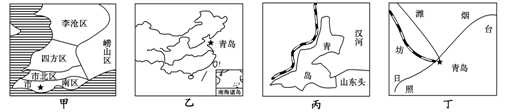 李沧区
四方区
崂山区
市北区
市 南区
甲
青岛
南海诸岛
乙
青
岛
汉河
山东头
丙
潍
坊
烟
台
青岛
日
照
丁